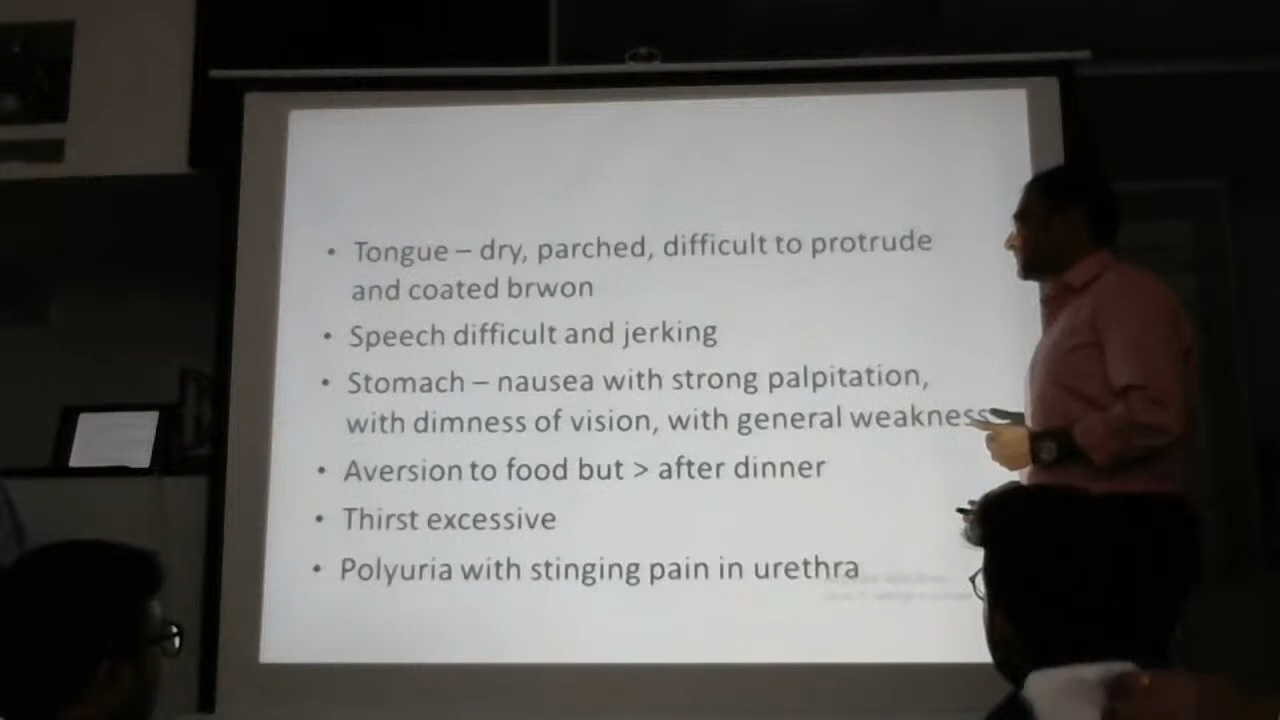 • Tongue – dry, parched, difficult to protrude
and coated brwon
• Speech difficult and jerking
• Stomach – nausea with strong palpitation,
with dimness of vision, with general weakness
• Aversion to food but > after dinner
• Thirst excessive
• Polyuria with stinging pain in urethra